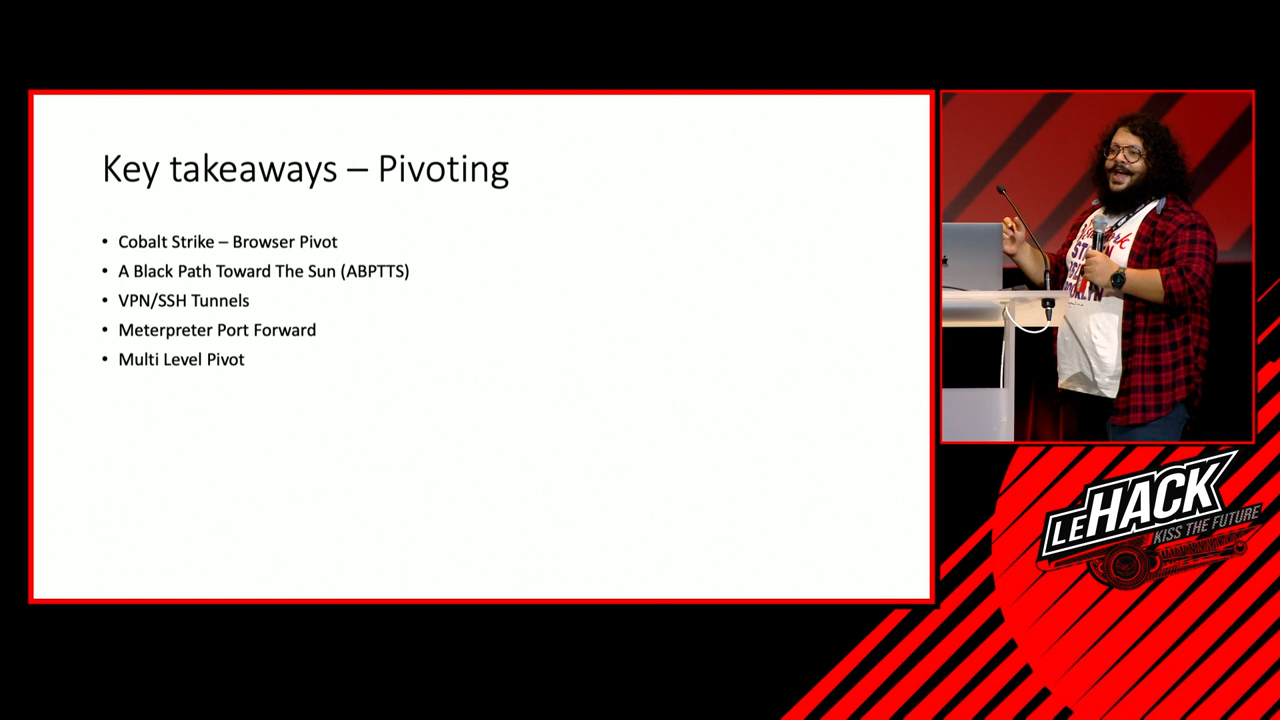 Key takeaways – Pivoting
• Cobalt Strike – Browser Pivot
• A Black Path Toward The Sun (ABPTTS)
• VPN/SSH Tunnels
• Meterpreter Port Forward
• Multi Level Pivot
LEHACK
KISS THE FUTURE